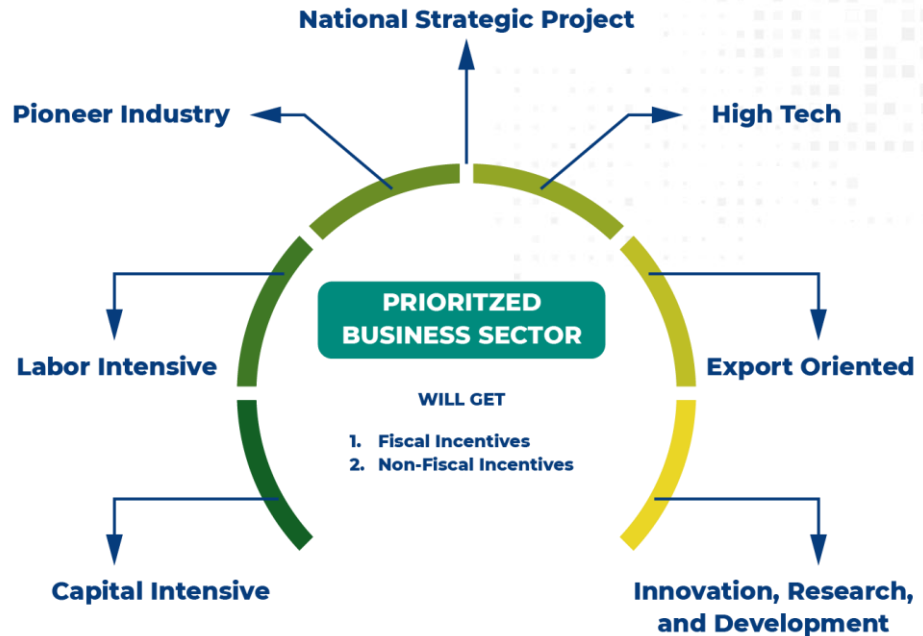 National Strategic Project
Pioneer Industry
High Tech
PRIORITZED
BUSINESS SECTOR
Labor Intensive
Export Oriented
WILL GET
1. Fiscal Incentives
2. Non-Fiscal Incentives
Capital Intensive
Innovation, Research,
and Development